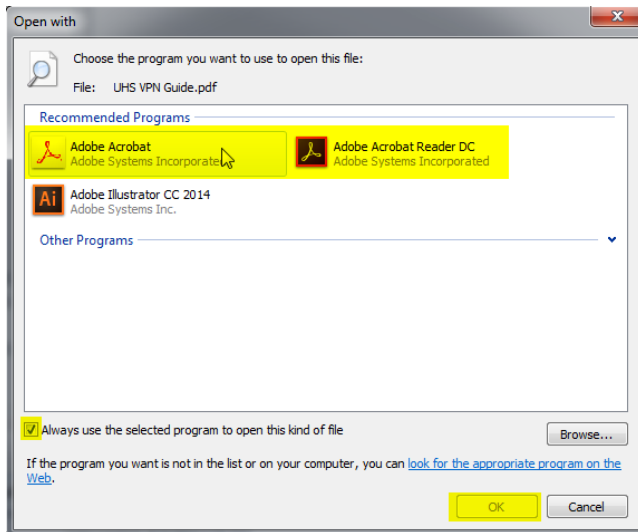 Open with
Choose the program you want to use to open this file:
File: UHS VPN Guide.pdf
Recommended Programs
Adobe Acrobat
Adobe Systems Incorporated
Adobe Acrobat Reader DC
Adobe Systems Incorporated
Ai
Adobe Illustrator CC 2014
Adobe Systems Inc.
Other Programs
Always use the selected program to open this kind of file
Browse...
If the program you want is not in the list or on your computer, you can look for the appropriate program on the
Web.
OK
Cancel